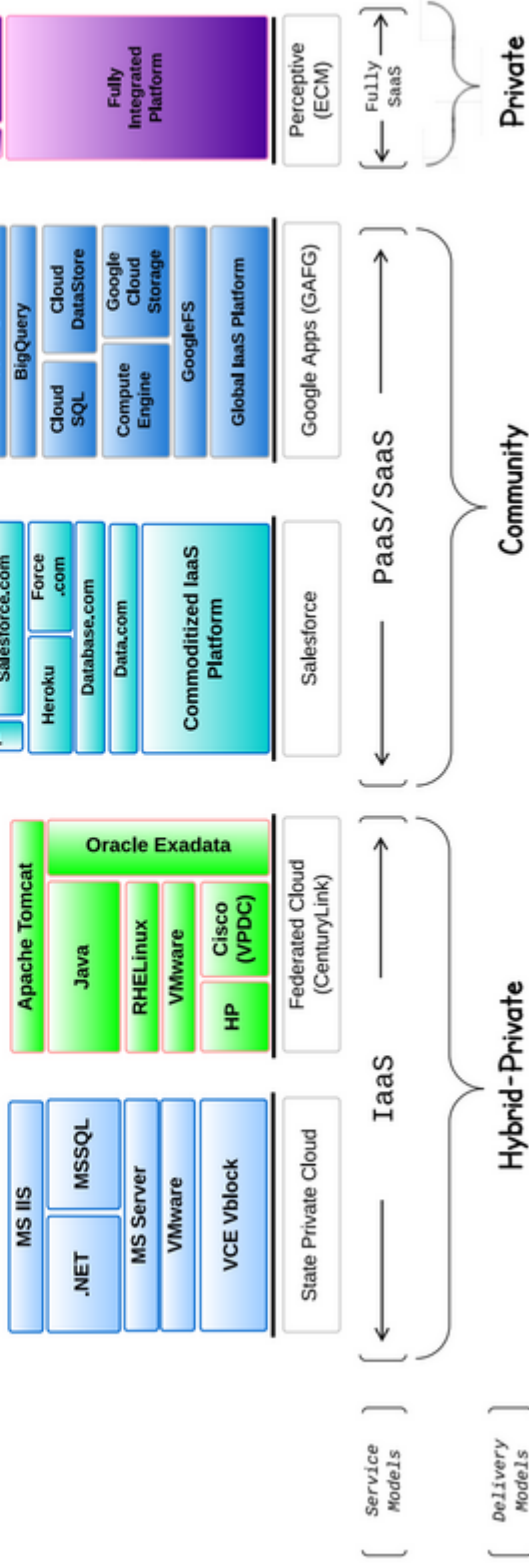 MS IIS
.NET
MSSQL
MS Server
VMware
VCE Vblock
State Private Cloud
Apache Tomcat
Java
RHELinux
VMware
HP
Cisco
(VPDC)
Oracle Exadata
Federated Cloud
(CenturyLink)
Salesforce.com
Heroku
Force
.com
Database.com
Data.com
Commoditized IaaS
Platform
Salesforce
BigQuery
Cloud
SQL
Cloud
DataStore
Compute
Engine
Google
Cloud
Storage
GoogleFS
Global IaaS Platform
Google Apps (GAFG)
Fully
Integrated
Platform
Perceptive
(ECM)
Service
Models
IaaS
PaaS/SaaS
Fully
SaaS
Delivery
Models
Hybrid-Private
Community
Private